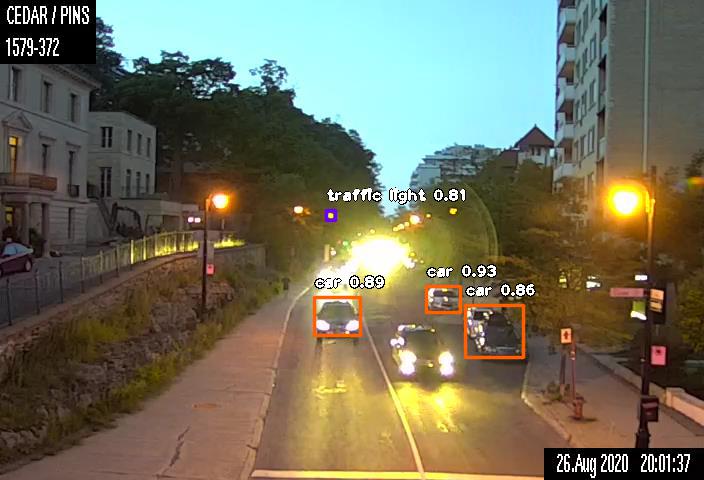 CEDAR / PINS
1579-372
traffic light 0.81
car 0.89
car 0.93
car 0.86
26.Aug 2020 20:01:37